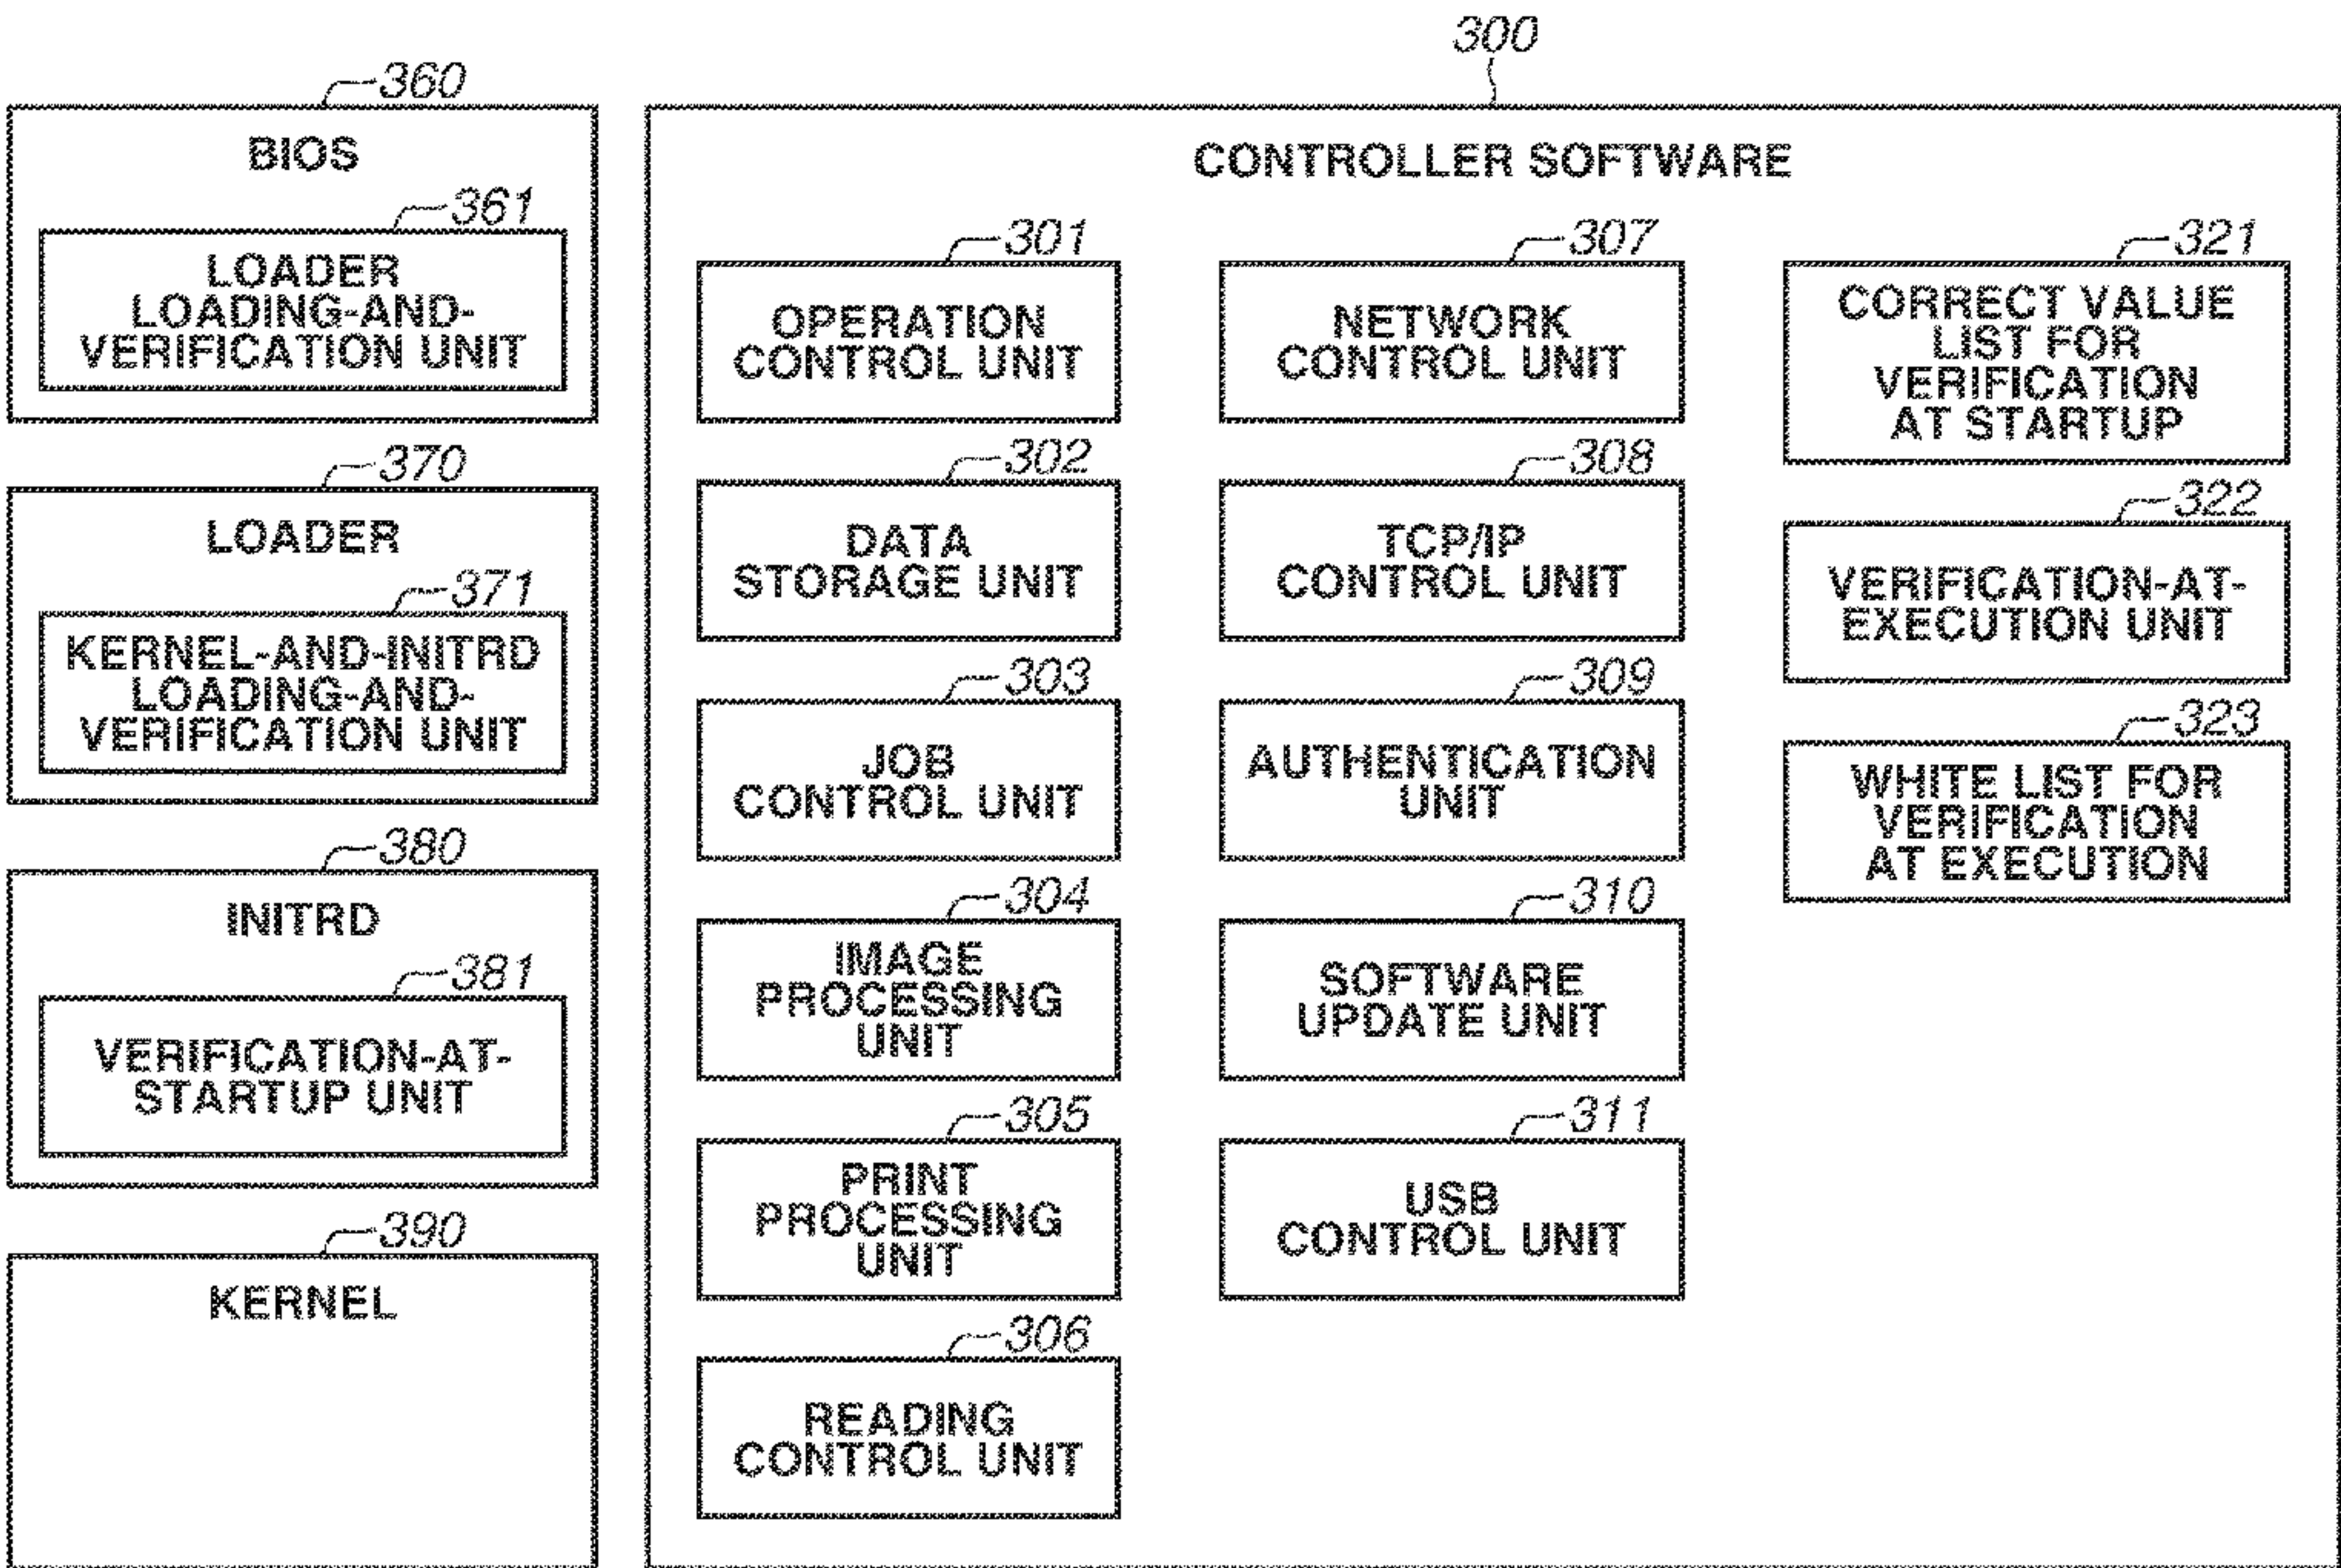 360
BIOS
361
LOADER
LOADING-AND-
VERIFICATION UNIT
370
LOADER
371
KERNEL-AND-INITRD
LOADING-AND-
VERIFICATION UNIT
380
INITRD
381
VERIFICATION-AT-
STARTUP UNIT
390
KERNEL
300
CONTROLLER SOFTWARE
301
OPERATION
CONTROL UNIT
302
DATA
STORAGE UNIT
303
JOB
CONTROL UNIT
304
IMAGE
PROCESSING
UNIT
305
PRINT
PROCESSING
UNIT
306
READING
CONTROL UNIT
307
NETWORK
CONTROL UNIT
308
TCP/IP
CONTROL UNIT
309
AUTHENTICATION
UNIT
310
SOFTWARE
UPDATE UNIT
311
USB
CONTROL UNIT
321
CORRECT VALUE
LIST FOR
VERIFICATION
AT STARTUP
322
VERIFICATION-AT-
EXECUTION UNIT
323
WHITE LIST FOR
VERIFICATION
AT EXECUTION